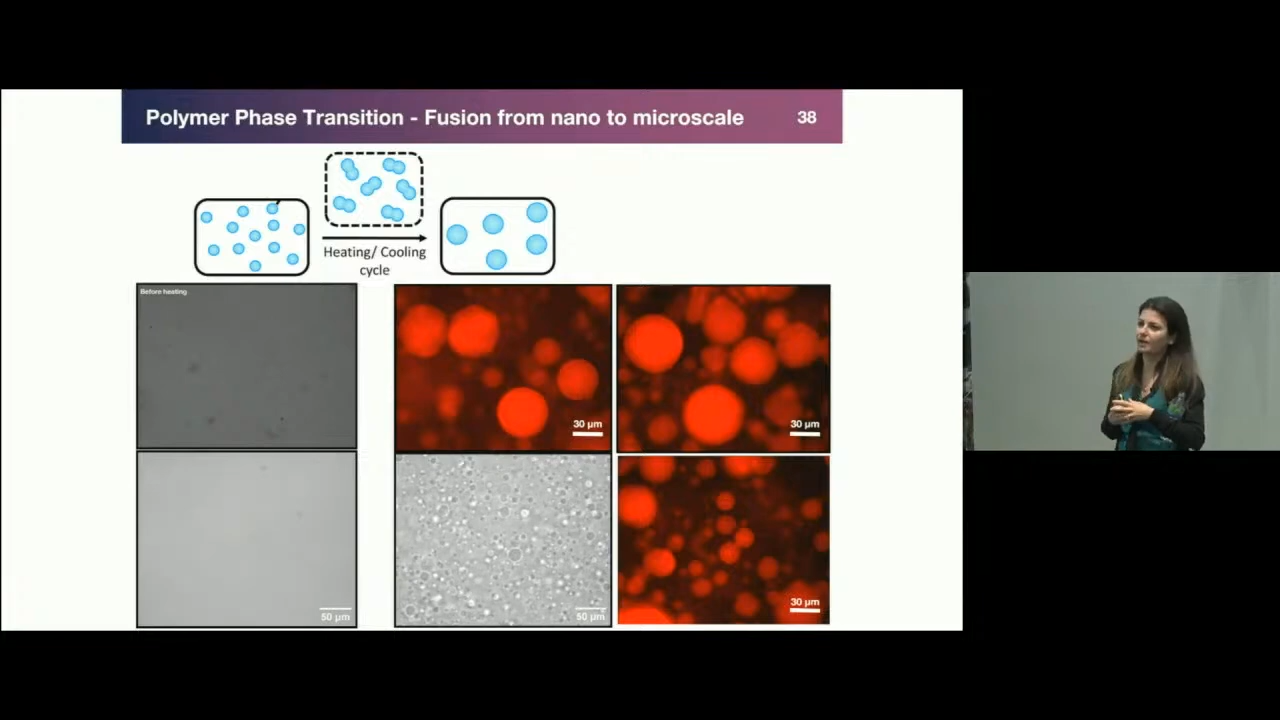 Polymer Phase Transition - Fusion from nano to microscale
38
Heating/ Cooling
cycle
Before heating
30 µm
30 µm
50 µm
50 µm
30 µm